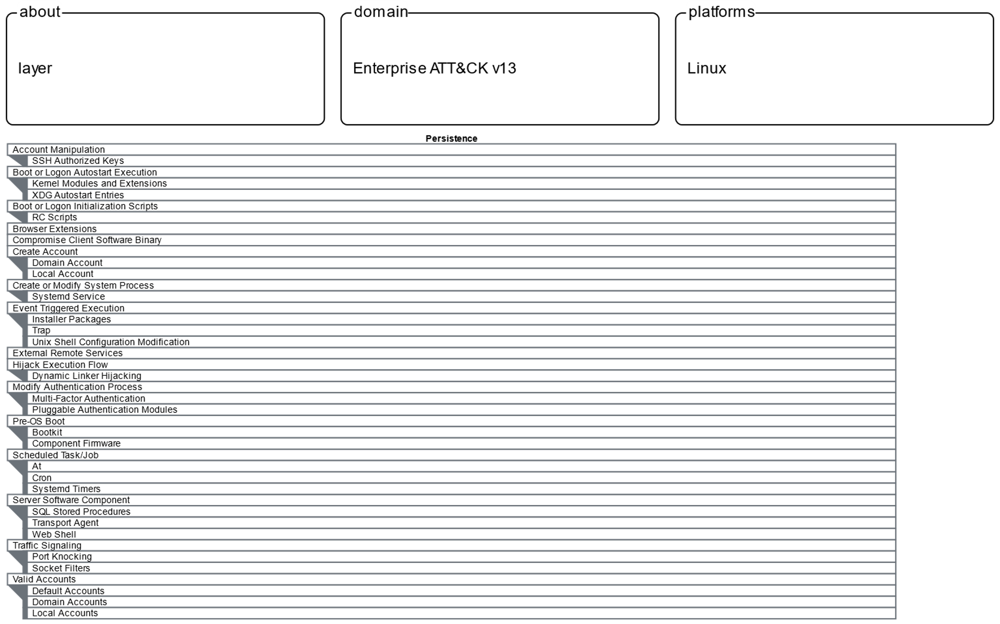 about
domain
platforms
layer
Enterprise ATT&CK v13
Linux
Persistence
Account Manipulation
SSH Authorized Keys
Boot or Logon Autostart Execution
Kernel Modules and Extensions
XDG Autostart Entries
Boot or Logon Initialization Scripts
RC Scripts
Browser Extensions
Compromise Client Software Binary
Create Account
Domain Account
Local Account
Create or Modify System Process
Systemd Service
Event Triggered Execution
Installer Packages
Trap
Unix Shell Configuration Modification
External Remote Services
Hijack Execution Flow
Dynamic Linker Hijacking
Modify Authentication Process
Multi-Factor Authentication
Pluggable Authentication Modules
Pre-OS Boot
Bootkit
Component Firmware
Scheduled Task/Job
At
Cron
Systemd Timers
Server Software Component
SQL Stored Procedures
Transport Agent
Web Shell
Traffic Signaling
Port Knocking
Socket Filters
Valid Accounts
Default Accounts
Domain Accounts
Local Accounts